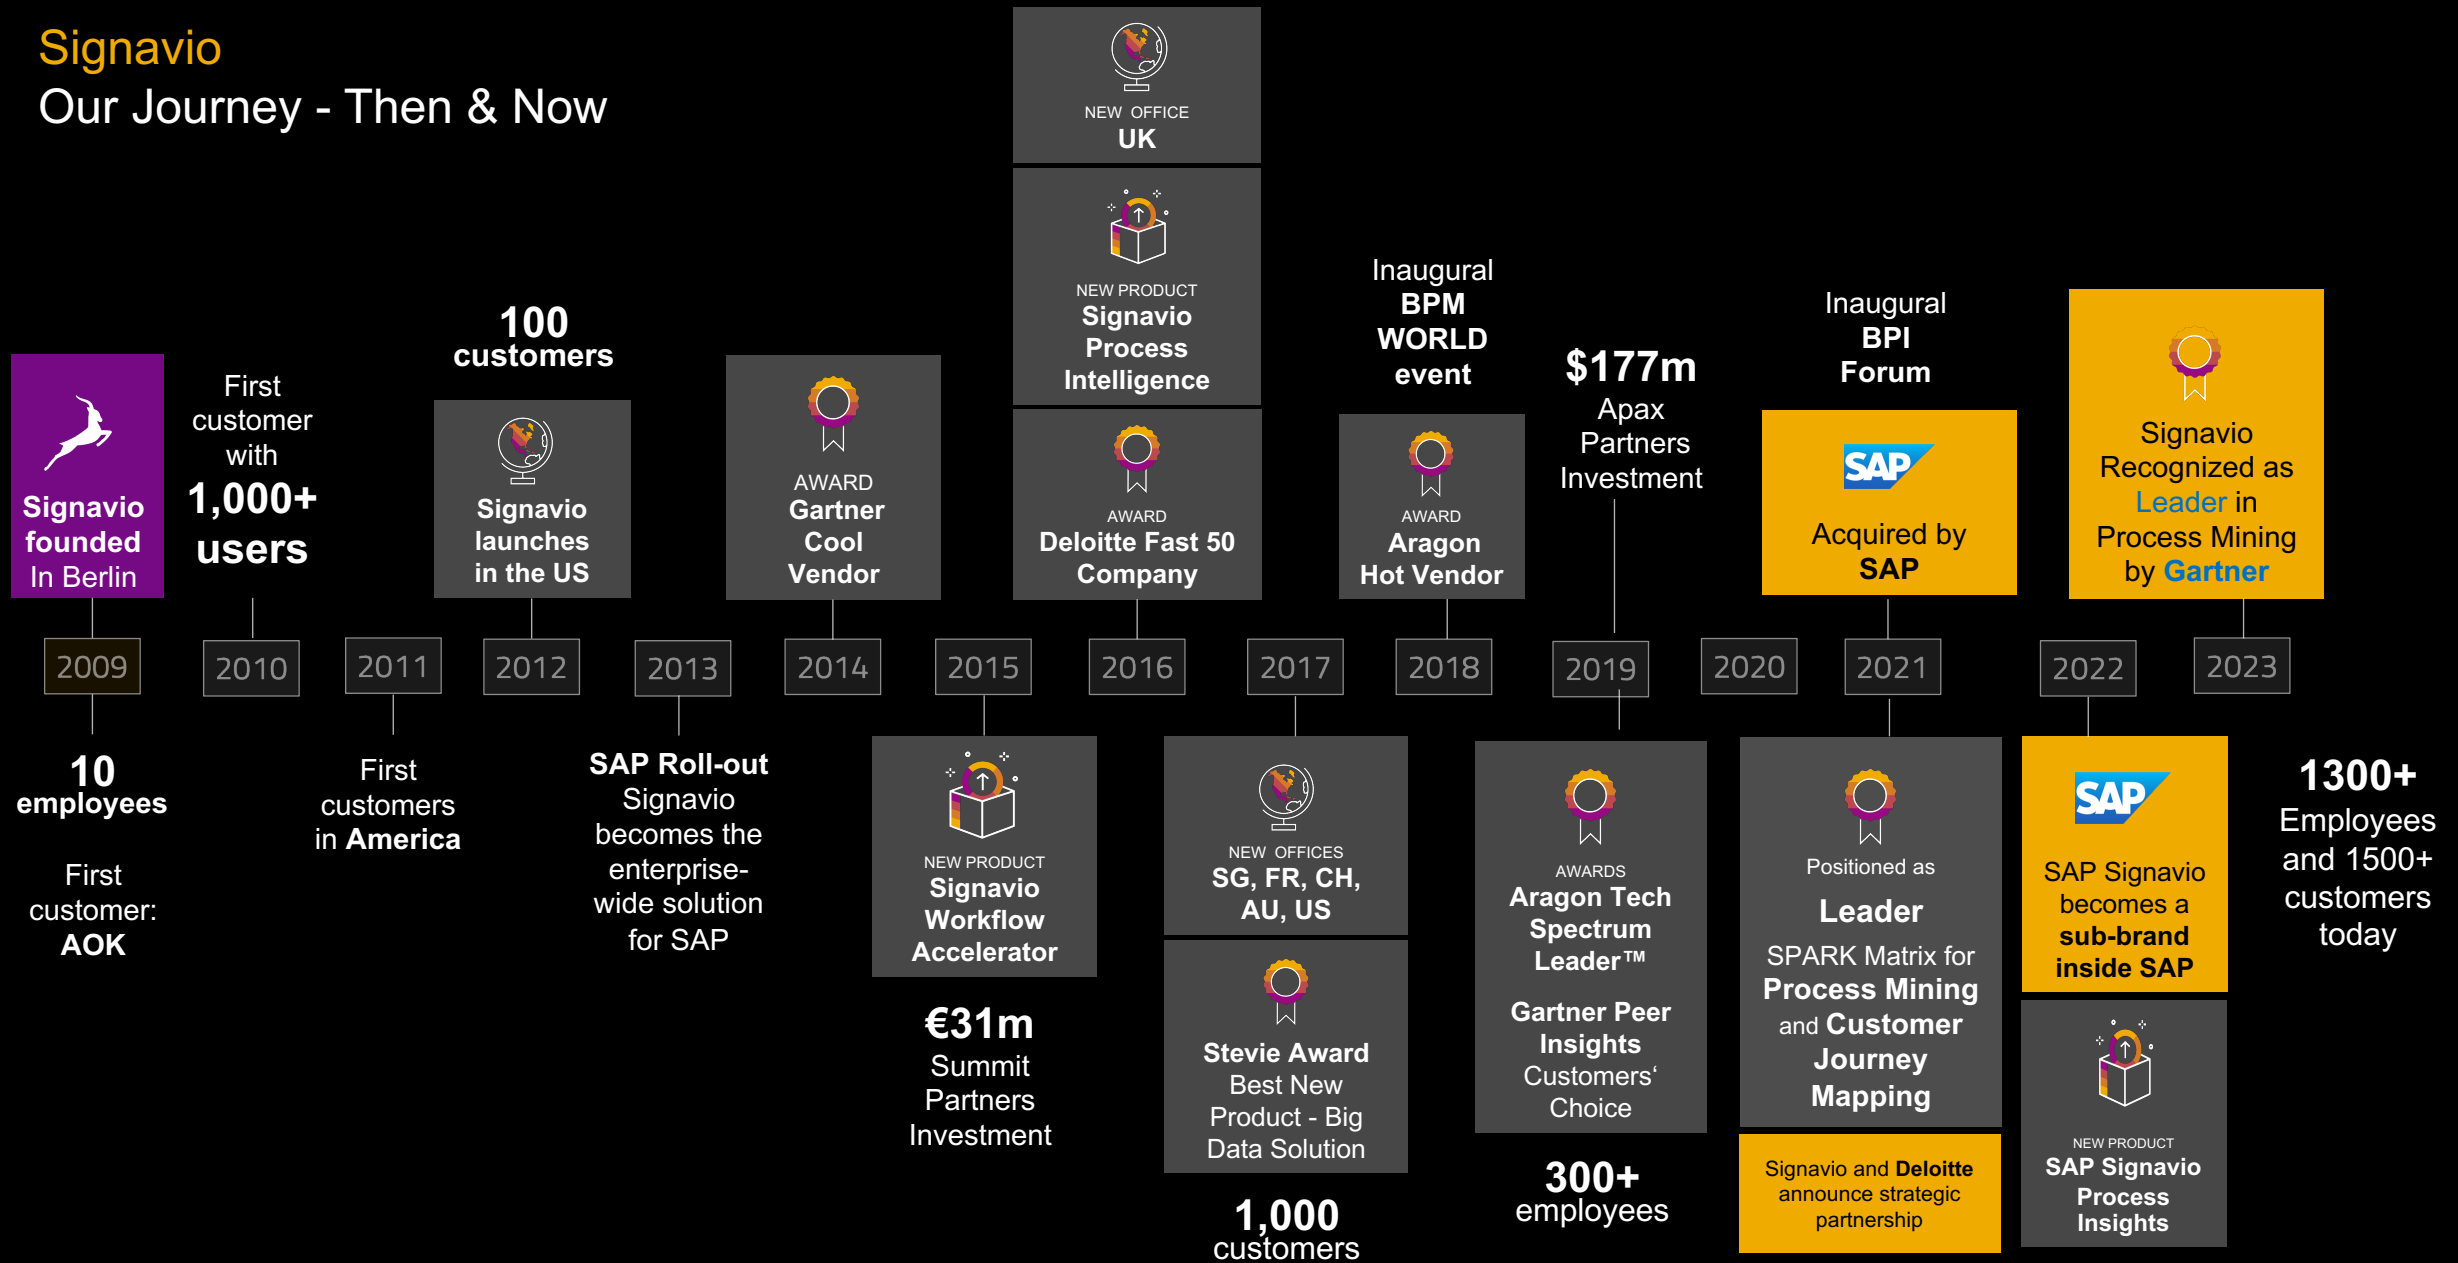 Signavio
Our Journey - Then & Now
Signavio
founded
In Berlin
2009
10
employees
First
customer:
AOK
First
customer
with
1,000+
users
2010
2011
First
customers
in America
100
customers
Signavio
launches
in the US
2012
2013
SAP Roll-out
Signavio
becomes the
enterprise-
wide solution
for SAP
AWARD
Gartner
Cool
Vendor
2014
2015
NEW PRODUCT
Signavio
Workflow
Accelerator
€31m
Summit
Partners
Investment
NEW OFFICE
UK
NEW PRODUCT
Signavio
Process
Intelligence
AWARD
Deloitte Fast 50
Company
2016
2017
NEW OFFICES
SG, FR, CH,
AU, US
Stevie Award
Best New
Product - Big
Data Solution
1,000
customers
Inaugural
BPM
WORLD
event
AWARD
Aragon
Hot Vendor
2018
$177m
Apax
Partners
Investment
2019
AWARDS
Aragon Tech
Spectrum
Leader™
Gartner Peer
Insights
Customers‘
Choice
300+
employees
2020
Inaugural
BPI
Forum
SAP
Acquired by
SAP
2021
Positioned as
Leader
SPARK Matrix for
Process Mining
and Customer
Journey
Mapping
Signavio and Deloitte
announce strategic
partnership
2022
SAP
SAP Signavio
becomes a
sub-brand
inside SAP
NEW PRODUCT
SAP Signavio
Process
Insights
Signavio
Recognized as
Leader in
Process Mining
by Gartner
2023
1300+
Employees
and 1500+
customers
today